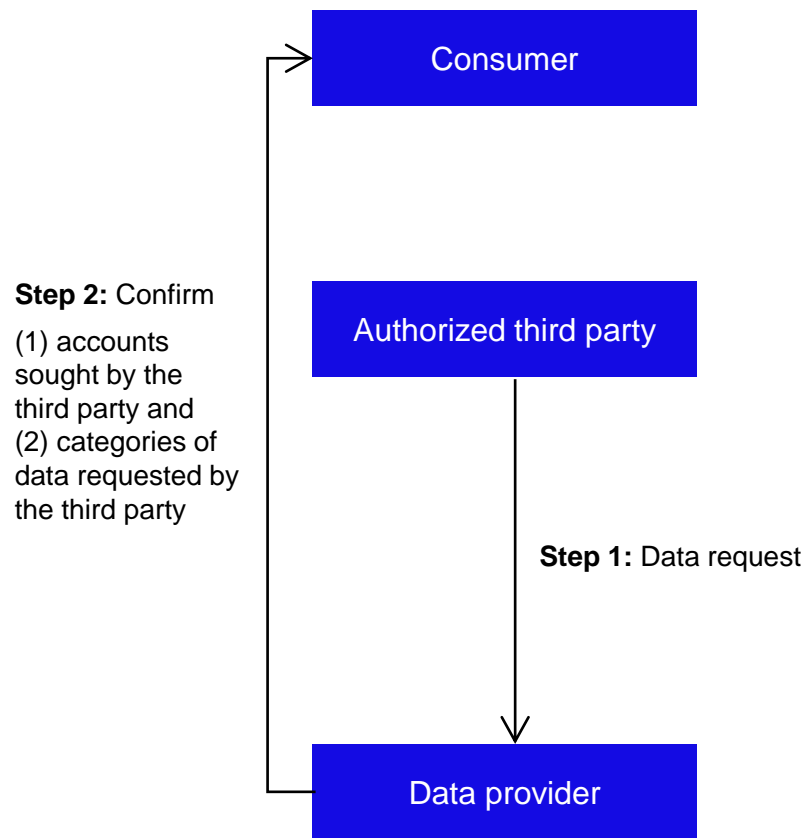 Consumer
Step 2: Confirm
(1) accounts
sought by the
third party and
(2) categories of
data requested by
the third party
Authorized third party
Step 1: Data request
Data provider